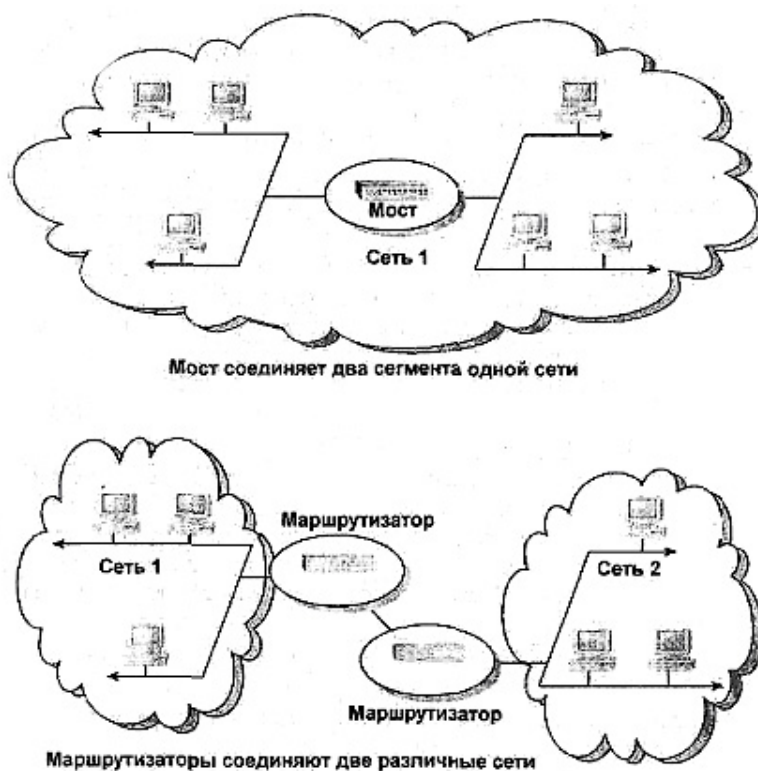 Мост
Сеть 1
Мост соединяет два сегмента одной сети
Маршрутизатор
Сеть 1
Сеть 2
Маршрутизатор
Маршрутизаторы соединяют две различные сети